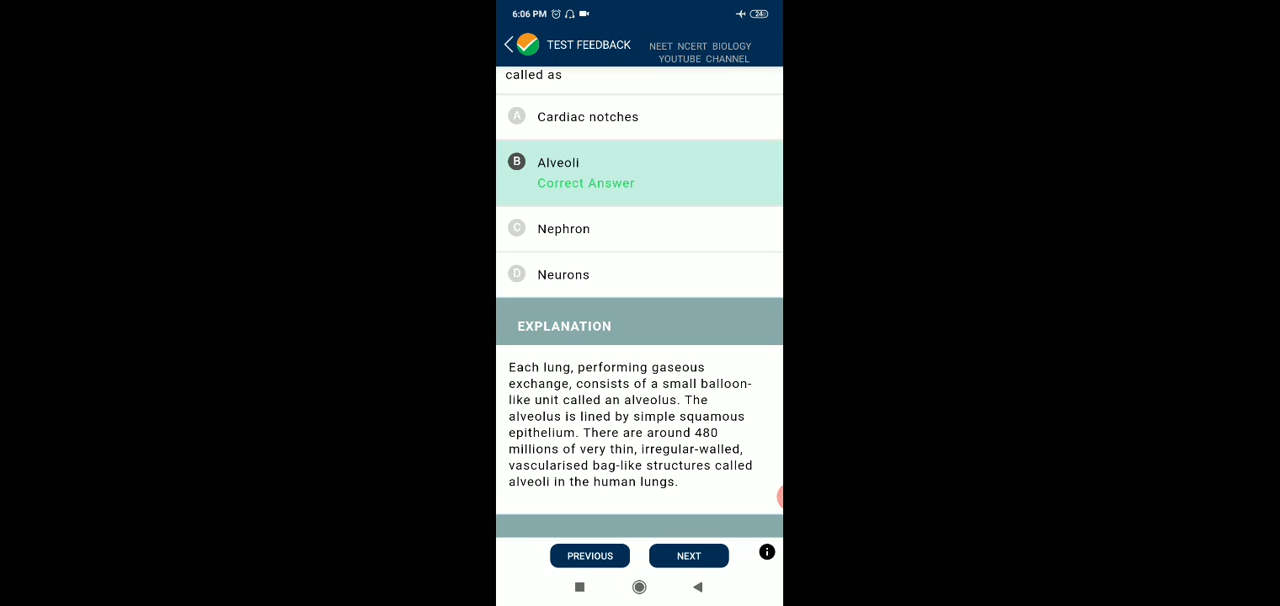 6:06 PM 24
TEST FEEDBACK
NEET NCERT BIOLOGY
YOUTUBE CHANNEL
called as
A Cardiac notches
B Alveoli
Correct Answer
C Nephron
D Neurons
EXPLANATION
Each lung, performing gaseous
exchange, consists of a small balloon-
like unit called an alveolus. The
alveolus is lined by simple squamous
epithelium. There are around 480
millions of very thin, irregular-walled,
vascularised bag-like structures called
alveoli in the human lungs.
PREVIOUS NEXT i